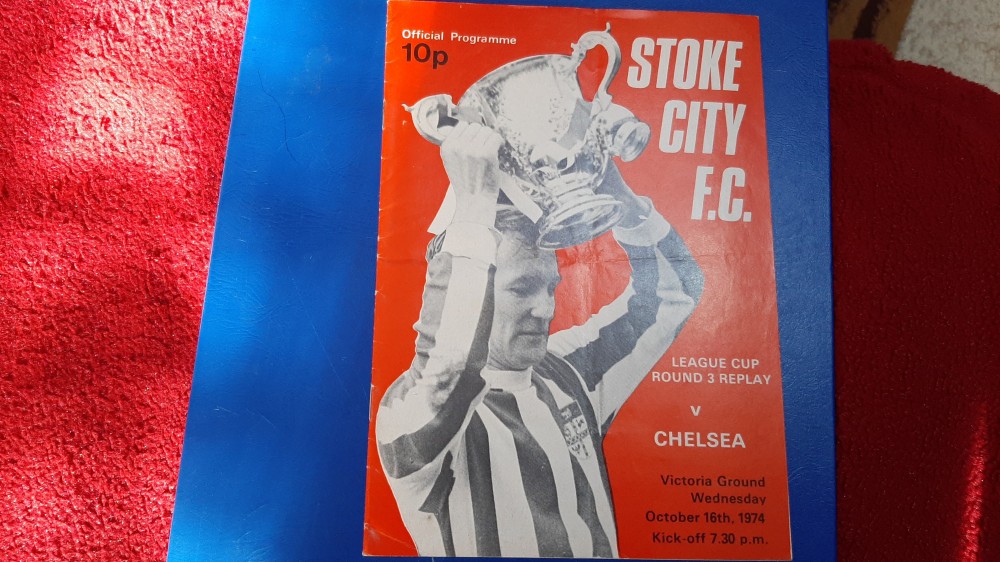 Official Programme
10p
STOKE
CITY
F.C.
LEAGUE CUP
ROUND 3 REPLAY
v
CHELSEA
Victoria Ground
Wednesday
October 16th, 1974
Kick-off 7.30 p.m.